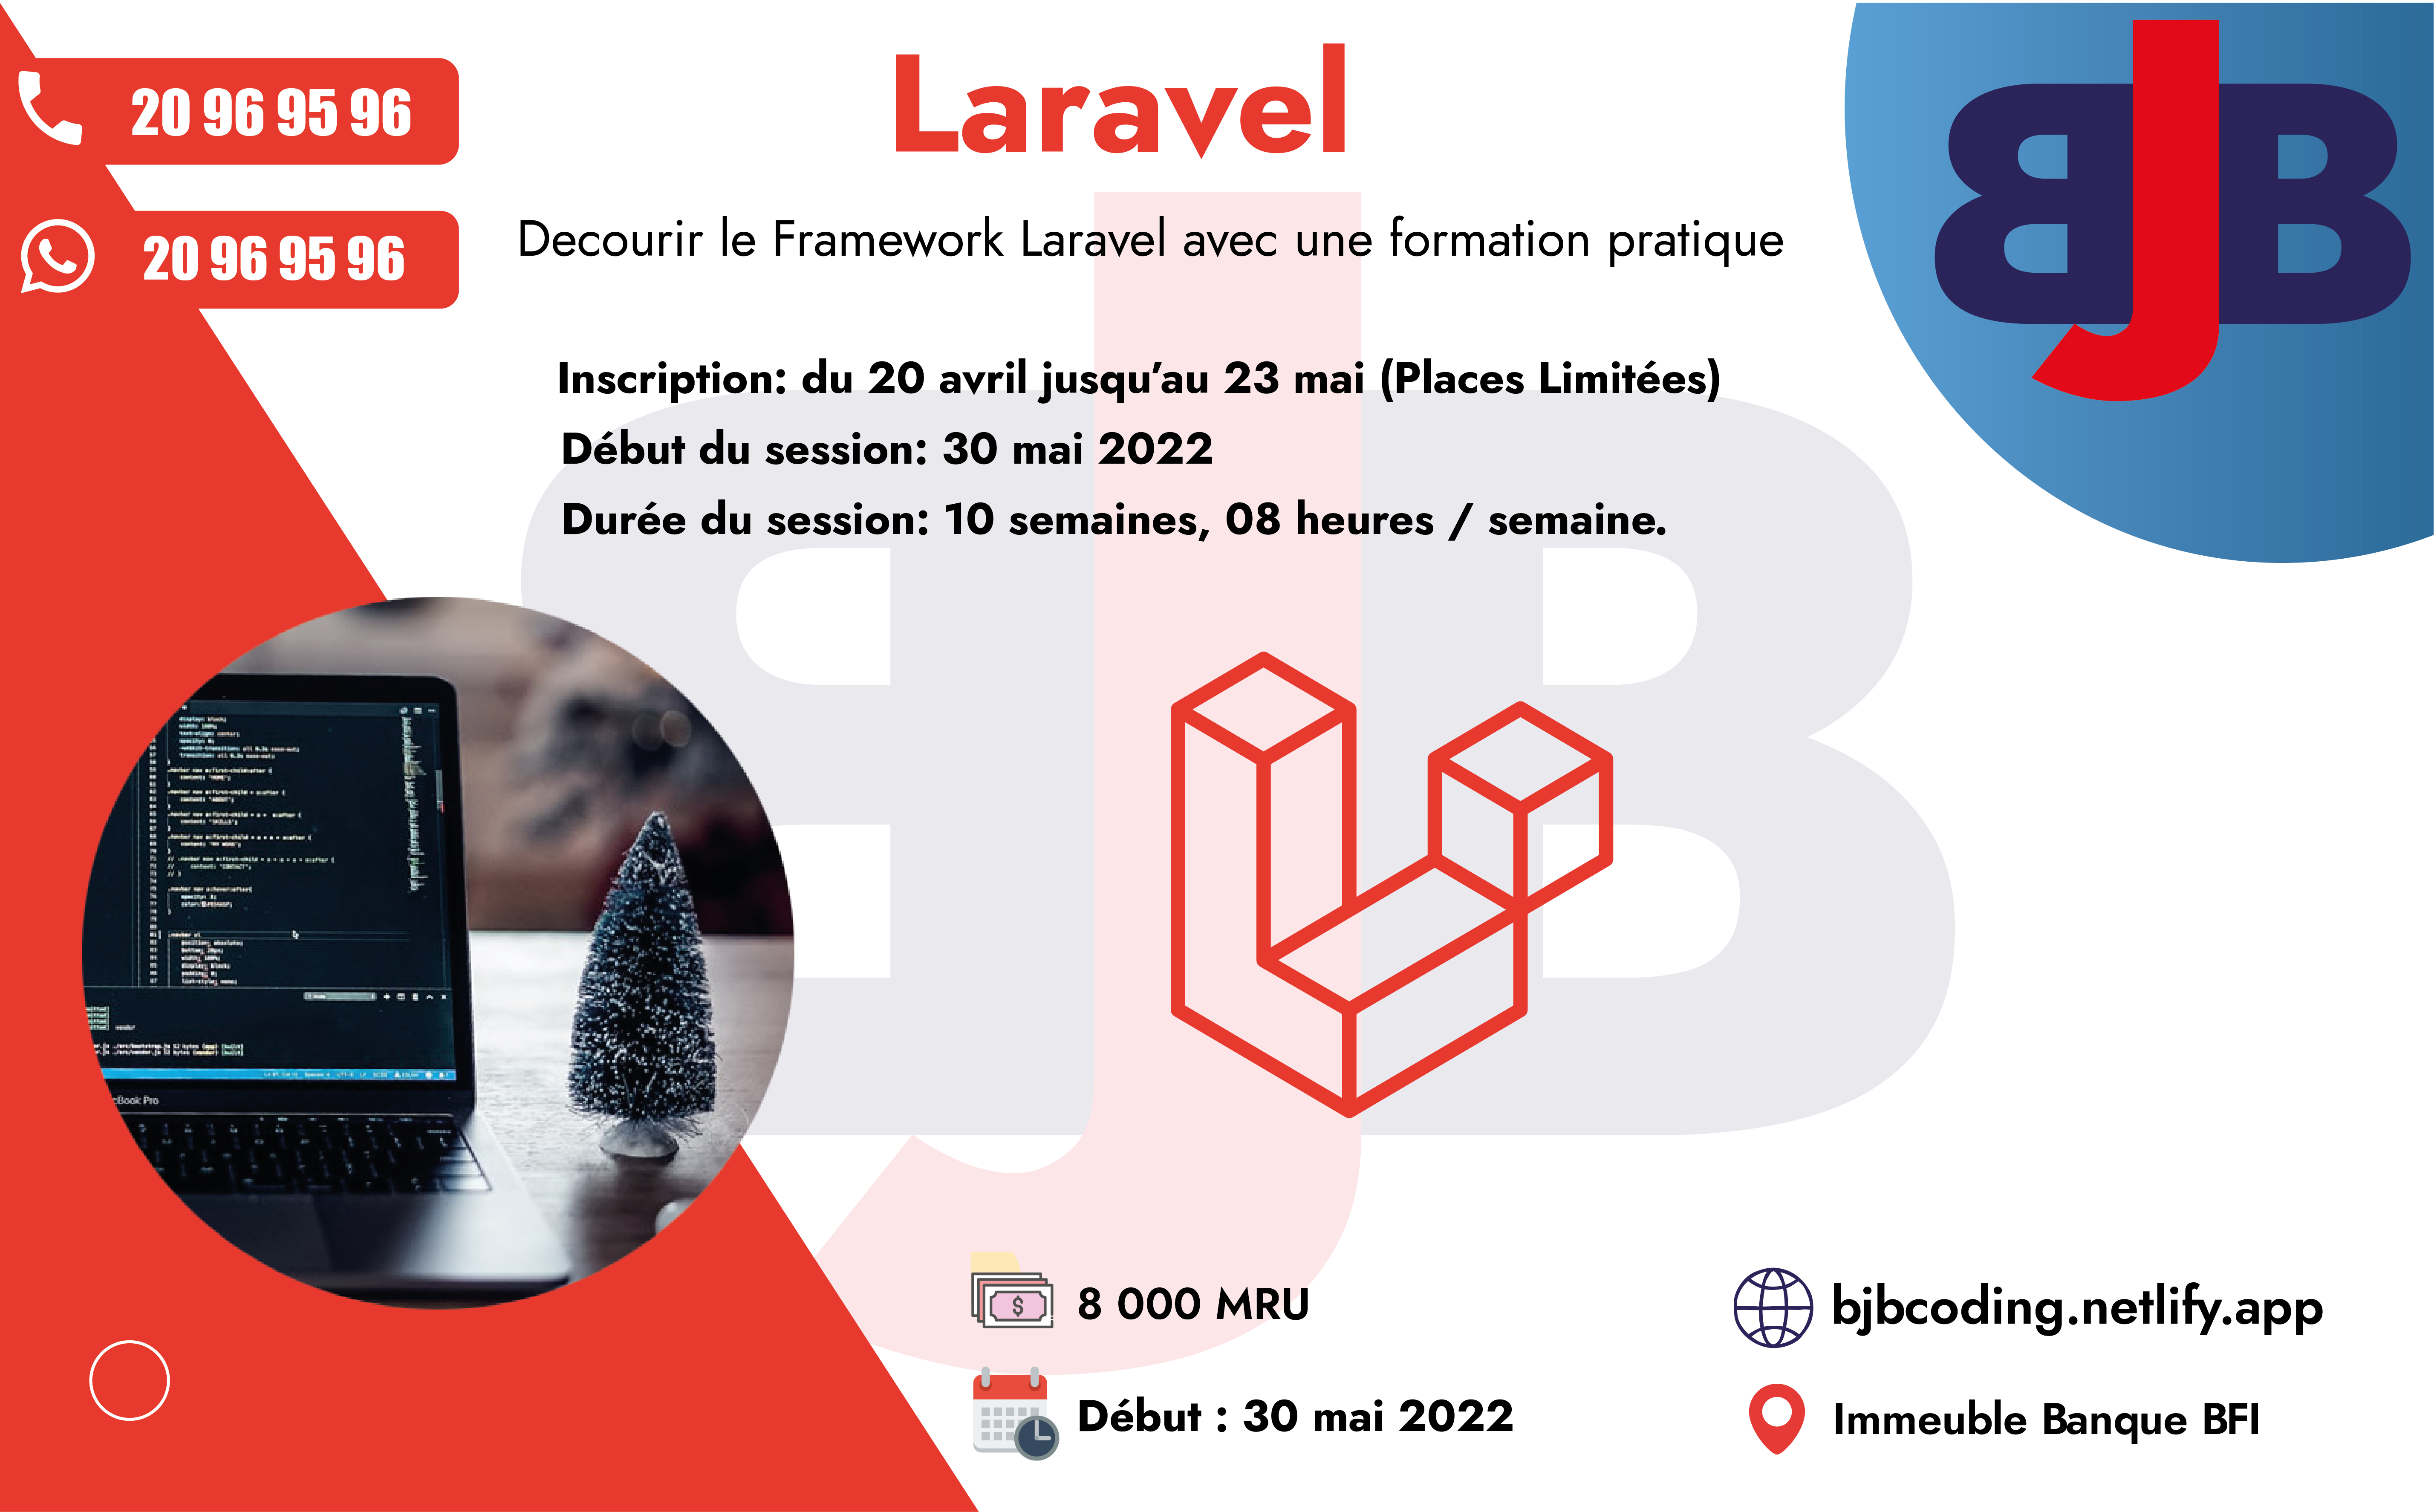 20 96 95 96
20 96 95 96
Laravel
BJB
Decourir le Framework Laravel avec une formation pratique
Inscription: du 20 avril jusqu'au 23 mai (Places Limitées)
Début du session: 30 mai 2022
Durée du session: 10 semaines, 08 heures / semaine.
cBook Pro
8 000 MRU
Début : 30 mai 2022
bjbcoding.netlify.app
Immeuble Banque BFI